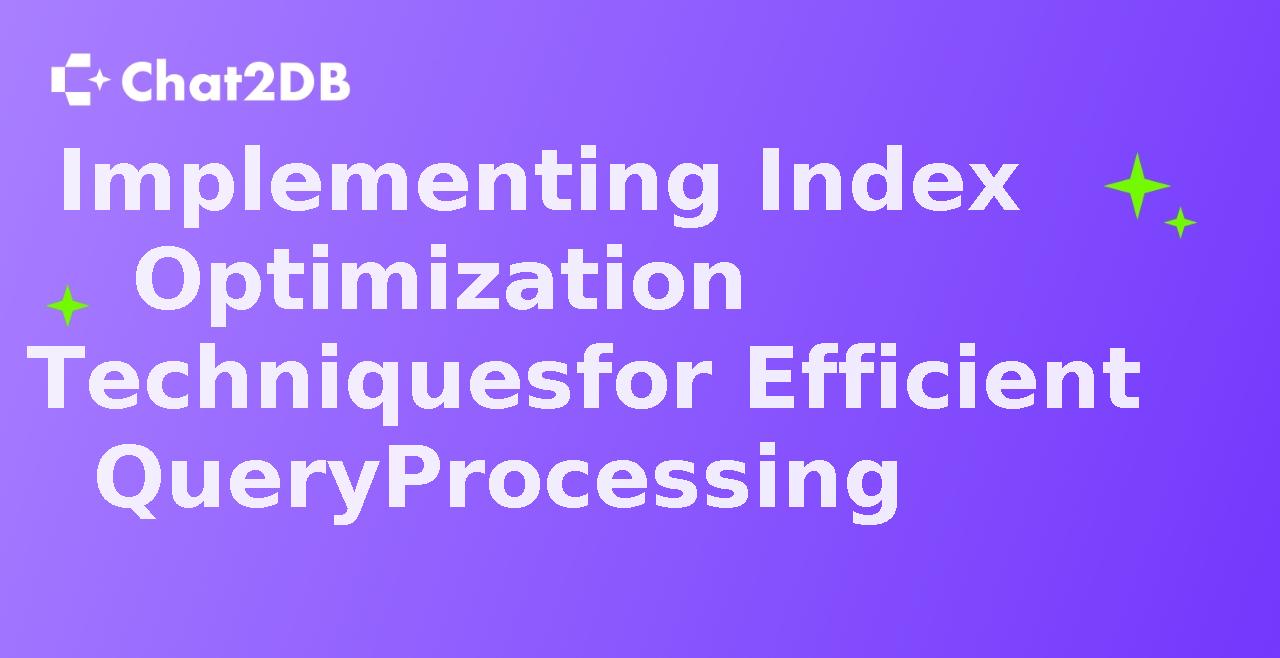 Chat2DB
Implementing Index
Optimization
Techniquesfor Efficient
QueryProcessing